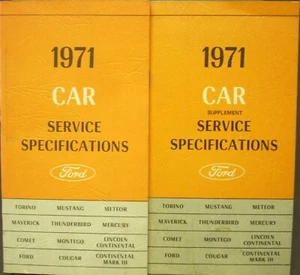 1971
CAR
SERVICE
SPECIFICATIONS
Ford
TORINO MUSTANG METEOR
MAVERICK THUNDERBIRD MERCURY
COMET MONTEGO LINCOLN CONTINENTAL
FORD COUGAR CONTINENTAL MARK III
1971
CAR
SUPPLEMENT
SERVICE
SPECIFICATIONS
Ford
TORINO MUSTANG METEOR
MAVERICK THUNDERBIRD MERCURY
COMET MONTEGO LINCOLN CONTINENTAL
FORD COUGAR CONTINENTAL MARK III